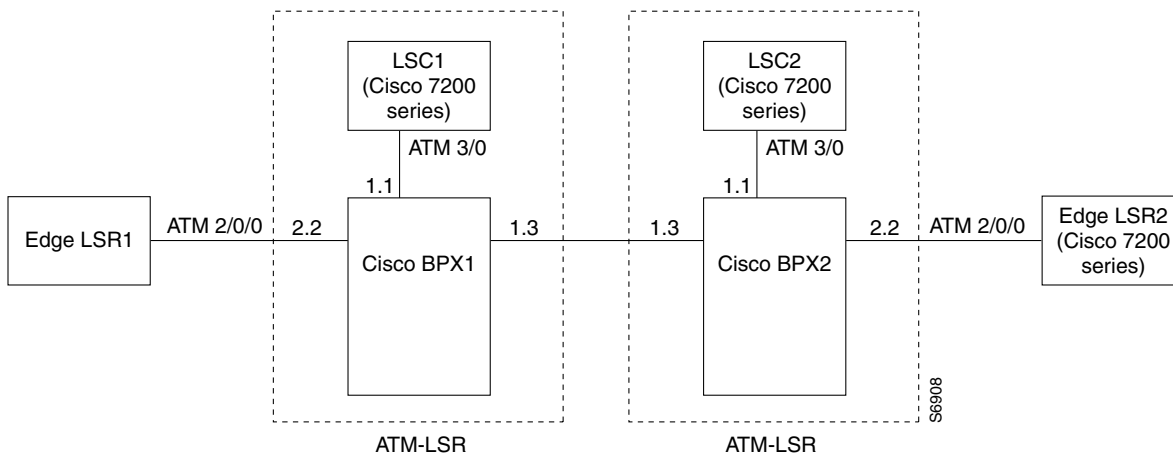 LSC1
(Cisco 7200
series)
LSC2
(Cisco 7200
series)
ATM 3/0
ATM 3/0
1.1
1.1
Edge LSR1
ATM 2/0/0
2.2
Cisco BPX1
1.3
1.3
Cisco BPX2
2.2
ATM 2/0/0
Edge LSR2
(Cisco 7200
series)
S6908
ATM-LSR
ATM-LSR